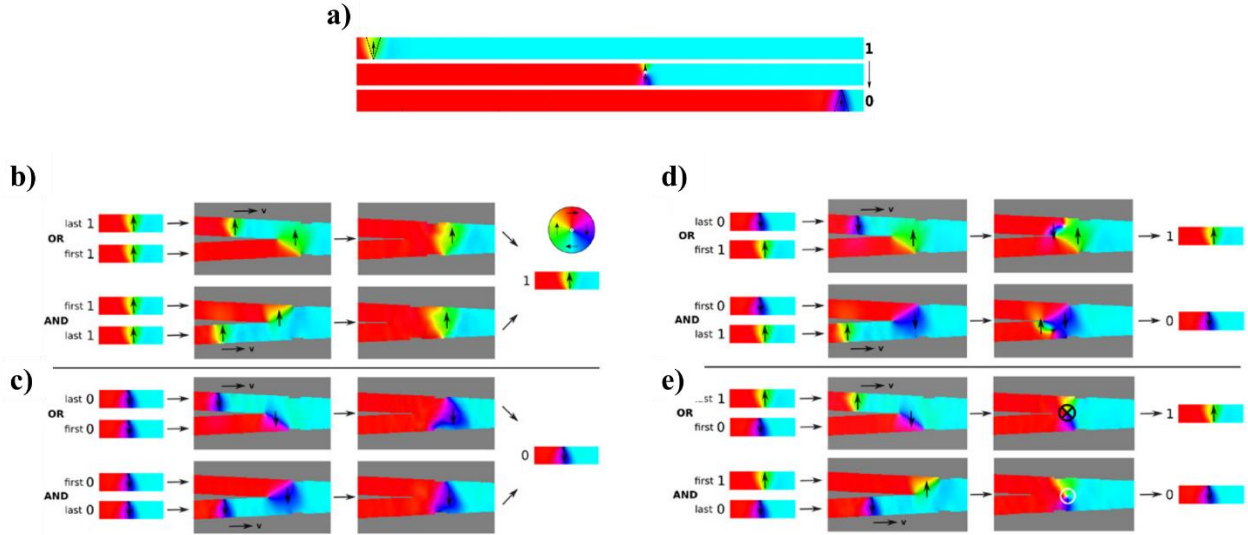 a)
1
0
b)
last 1
OR
first 1
v
first 1
AND
last 1
v
1
c)
last 0
OR
first 0
v
first 0
AND
last 0
v
0
d)
last 0
OR
first 1
v
1
first 0
AND
last 1
v
0
e)
last 1
OR
first 0
v
1
first 1
AND
last 0
v
0